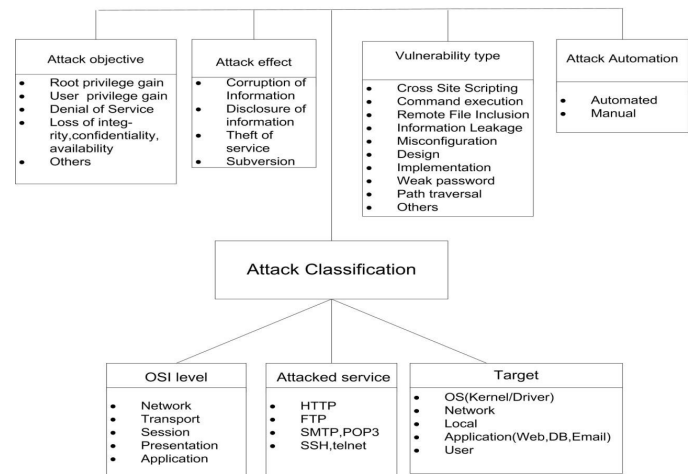 Attack objective
Root privilege gain
User privilege gain
Denial of Service
Loss of integ-
rity,confidentiality,
availability
Others
Attack effect
Corruption of
Information
Disclosure of
information
Theft of
service
Subversion
Vulnerability type
Cross Site Scripting
Command execution
Remote File Inclusion
Information Leakage
Misconfiguration
Design
Implementation
Weak password
Path traversal
Others
Attack Automation
Automated
Manual
Attack Classification
OSI level
Network
Transport
Session
Presentation
Application
Attacked service
HTTP
FTP
SMTP,POP3
SSH,telnet
Target
OS(Kernel/Driver)
Network
Local
Application(Web,DB,Email)
User